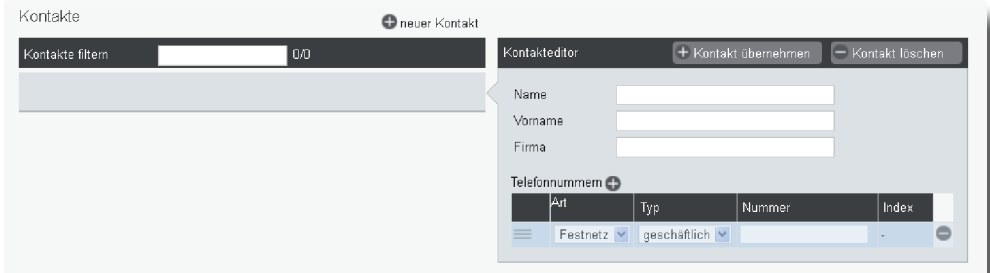 Kontakte
neuer Kontakt
Kontakte filtern 0/0
Kontakteditor Kontakt übernehmen Kontakt löschen
Name
Vorname
Firma
Telefonnummern
Art Typ Nummer Index
Festnetz geschäftlich -